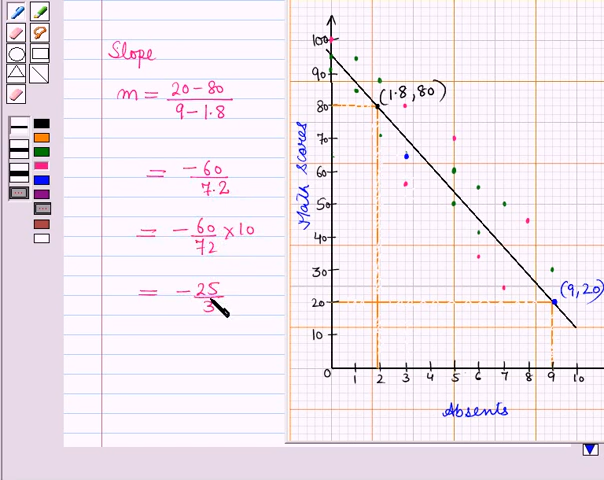 Slope
m = 20-80 / 9-1.8
= -60 / 7.2
= -60/72 × 10
= -25/3
Math scores
100
90
80
70
60
50
40
30
20
10
0
1 2 3 4 5 6 7 8 9 10
Absents
(1.8, 80)
(9, 20)